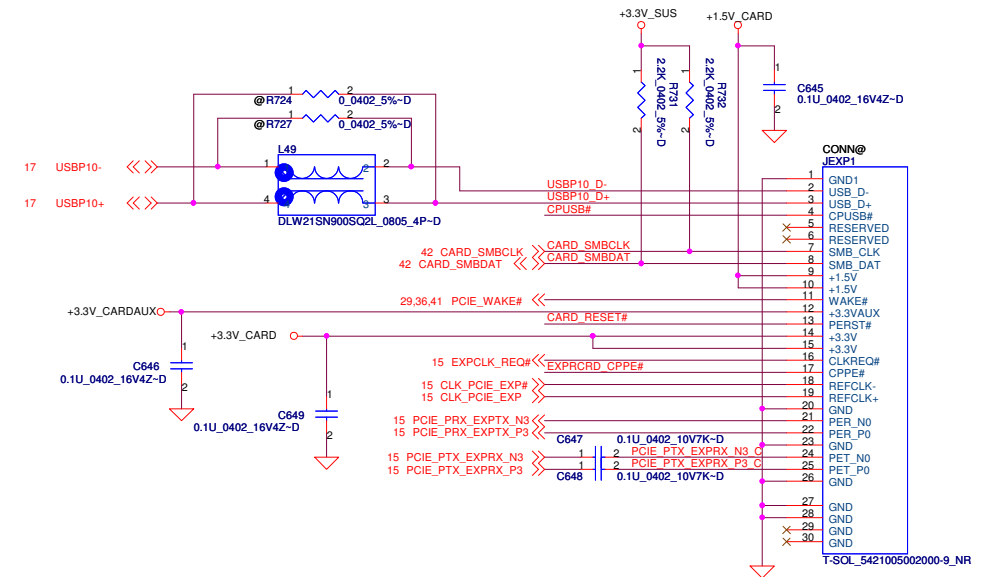 +3.3V_SUS
+1.5V_CARD
1
2.2K_0402_5%~D
R731
2
1
R732
2.2K_0402_5%~D
2
1
C645
0.1U_0402_16V4Z~D
2
@R724 1 2 0_0402_5%~D
@R727 1 2 0_0402_5%~D
L49
17 USBP10- 1 2 2
17 USBP10+ 4 3 3
DLW21SN900SQ2L_0805_4P~D
CONN@
JEXP1
1 GND1
USBP10_D- 2 USB_D-
USBP10_D+ 3 USB_D+
CPUSB# 4 CPUSB#
5 RESERVED
6 RESERVED
42 CARD_SMBCLK CARD_SMBCLK 7 SMB_CLK
42 CARD_SMBDAT CARD_SMBDAT 8 SMB_DAT
9 +1.5V
10 +1.5V
29,36,41 PCIE_WAKE# 11 WAKE#
+3.3V_CARDAUX 12 +3.3VAUX
CARD_RESET# 13 PERST#
+3.3V_CARD 14 +3.3V
15 +3.3V
15 EXPCLK_REQ# 16 CLKREQ#
EXPRCRD_CPPE# 17 CPPE#
15 CLK_PCIE_EXP# 18 REFCLK-
15 CLK_PCIE_EXP 19 REFCLK+
20 GND
15 PCIE_PRX_EXPTX_N3 21 PER_N0
15 PCIE_PRX_EXPTX_P3 22 PER_P0
23 GND
C647 0.1U_0402_10V7K~D
15 PCIE_PTX_EXPRX_N3 1 2 PCIE_PTX_EXPRX_N3_C 24 PET_N0
15 PCIE_PTX_EXPRX_P3 1 2 PCIE_PTX_EXPRX_P3_C 25 PET_P0
C648 0.1U_0402_10V7K~D
26 GND
27 GND
28 GND
29 GND
30 GND
T-SOL_5421005002000-9_NR
1
C646
0.1U_0402_16V4Z~D
2
1
C649
0.1U_0402_16V4Z~D
2